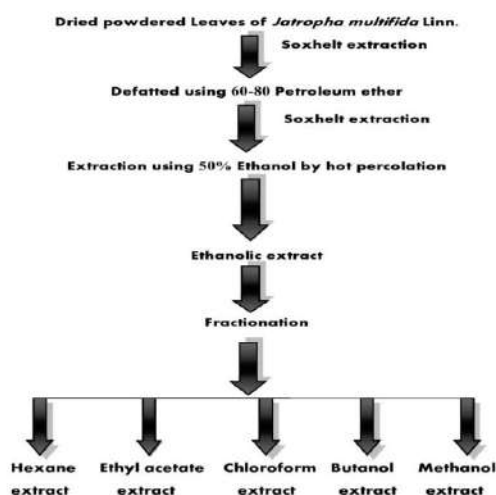 Dried powdered Leaves of Jatropha multifida Linn.
Soxhelt extraction
Defatted using 60-80 Petroleum ether
Soxhelt extraction
Extraction using 50% Ethanol by hot percolation
Ethanolic extract
Fractionation
Hexane extract
Ethyl acetate extract
Chloroform extract
Butanol extract
Methanol extract